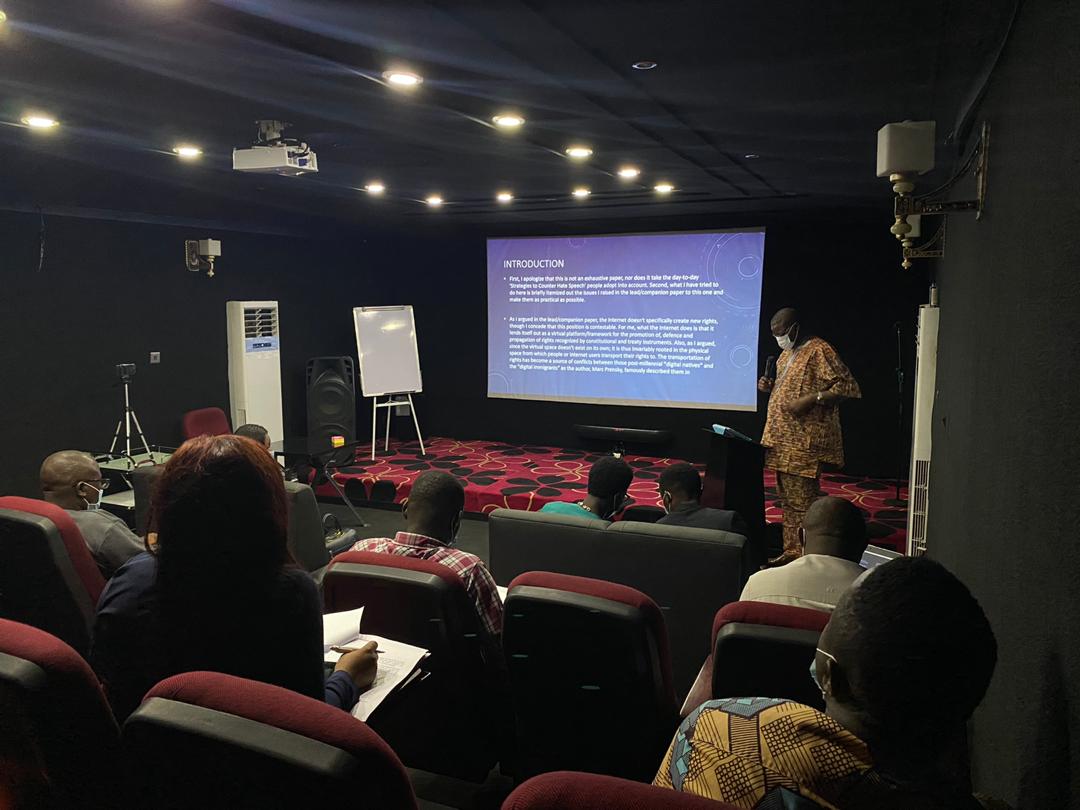 INTRODUCTION
• First, I apologize that this is not an exhaustive paper, nor does it take the day-to-day
'Strategies to Counter Hate Speech' people adopt into account. Second, what I have tried to
do here is briefly itemized out the issues I raised in the lead/companion paper to this one and
make them as practical as possible.
• As I argued in the lead/companion paper, the Internet doesn't specifically create new rights,
though I concede that this position is contestable. For me, what the Internet does is that it
lends itself out as a virtual platform/framework for the promotion of, defence and
propagation of rights recognized by constitutional and treaty instruments. Also, as I argued,
since the virtual space doesn't exist on its own; it is thus invariably rooted in the physical
space from which people or internet users transport their rights to. The transportation of
rights has become a source of conflicts between those post-millennial "digital natives" and
the "digital immigrants" as the author, Marc Prensky, famously described them in